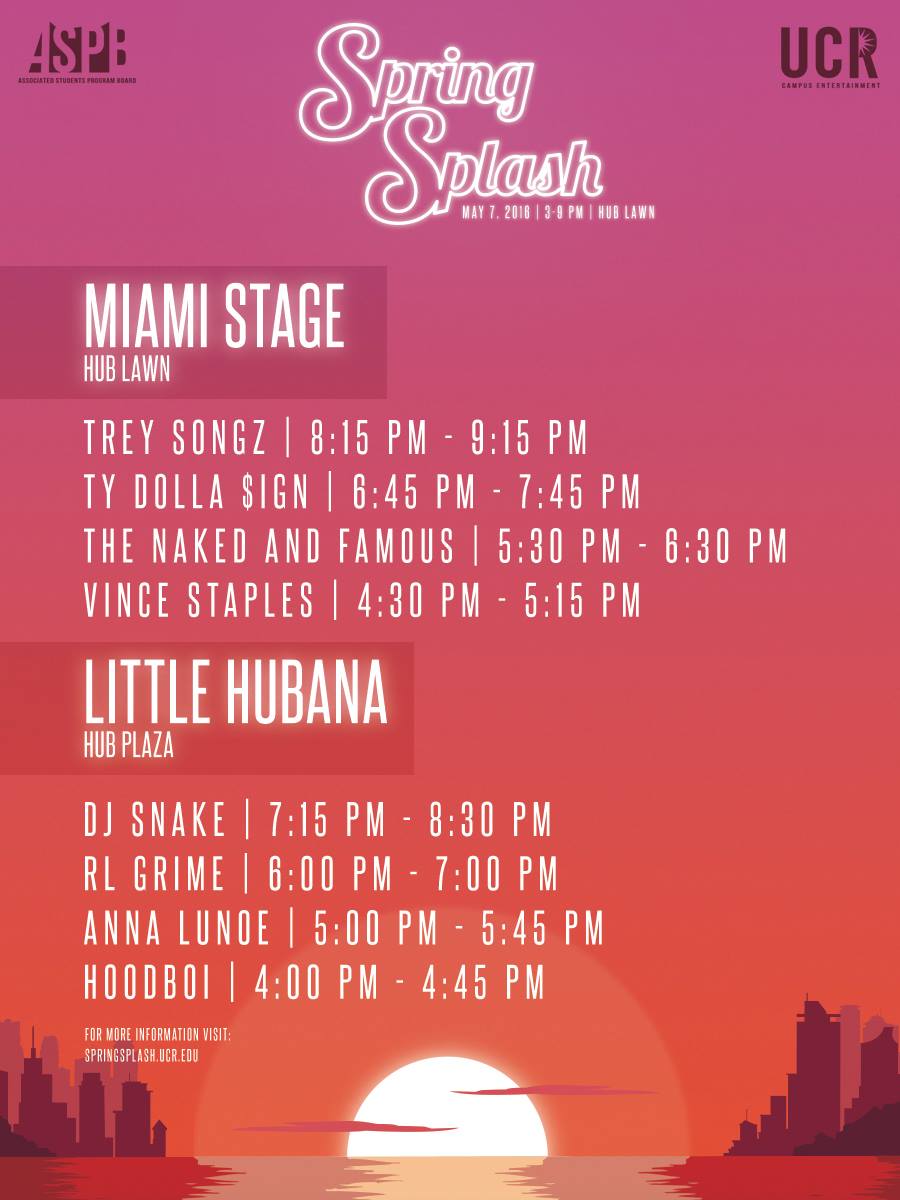 ASPB
ASSOCIATED STUDENTS PROGRAM BOARD
UCR
CAMPUS ENTERTAINMENT
Spring
Splash
MAY 7, 2016 | 3-9 PM | HUB LAWN
MIAMI STAGE
HUB LAWN
TREY SONGZ | 8:15 PM - 9:15 PM
TY DOLLA $IGN | 6:45 PM - 7:45 PM
THE NAKED AND FAMOUS | 5:30 PM - 6:30 PM
VINCE STAPLES | 4:30 PM - 5:15 PM
LITTLE HUBANA
HUB PLAZA
DJ SNAKE | 7:15 PM - 8:30 PM
RL GRIME | 6:00 PM - 7:00 PM
ANNA LUNOE | 5:00 PM - 5:45 PM
HOODBOI | 4:00 PM - 4:45 PM
FOR MORE INFORMATION VISIT:
SPRINGSPLASH.UCR.EDU